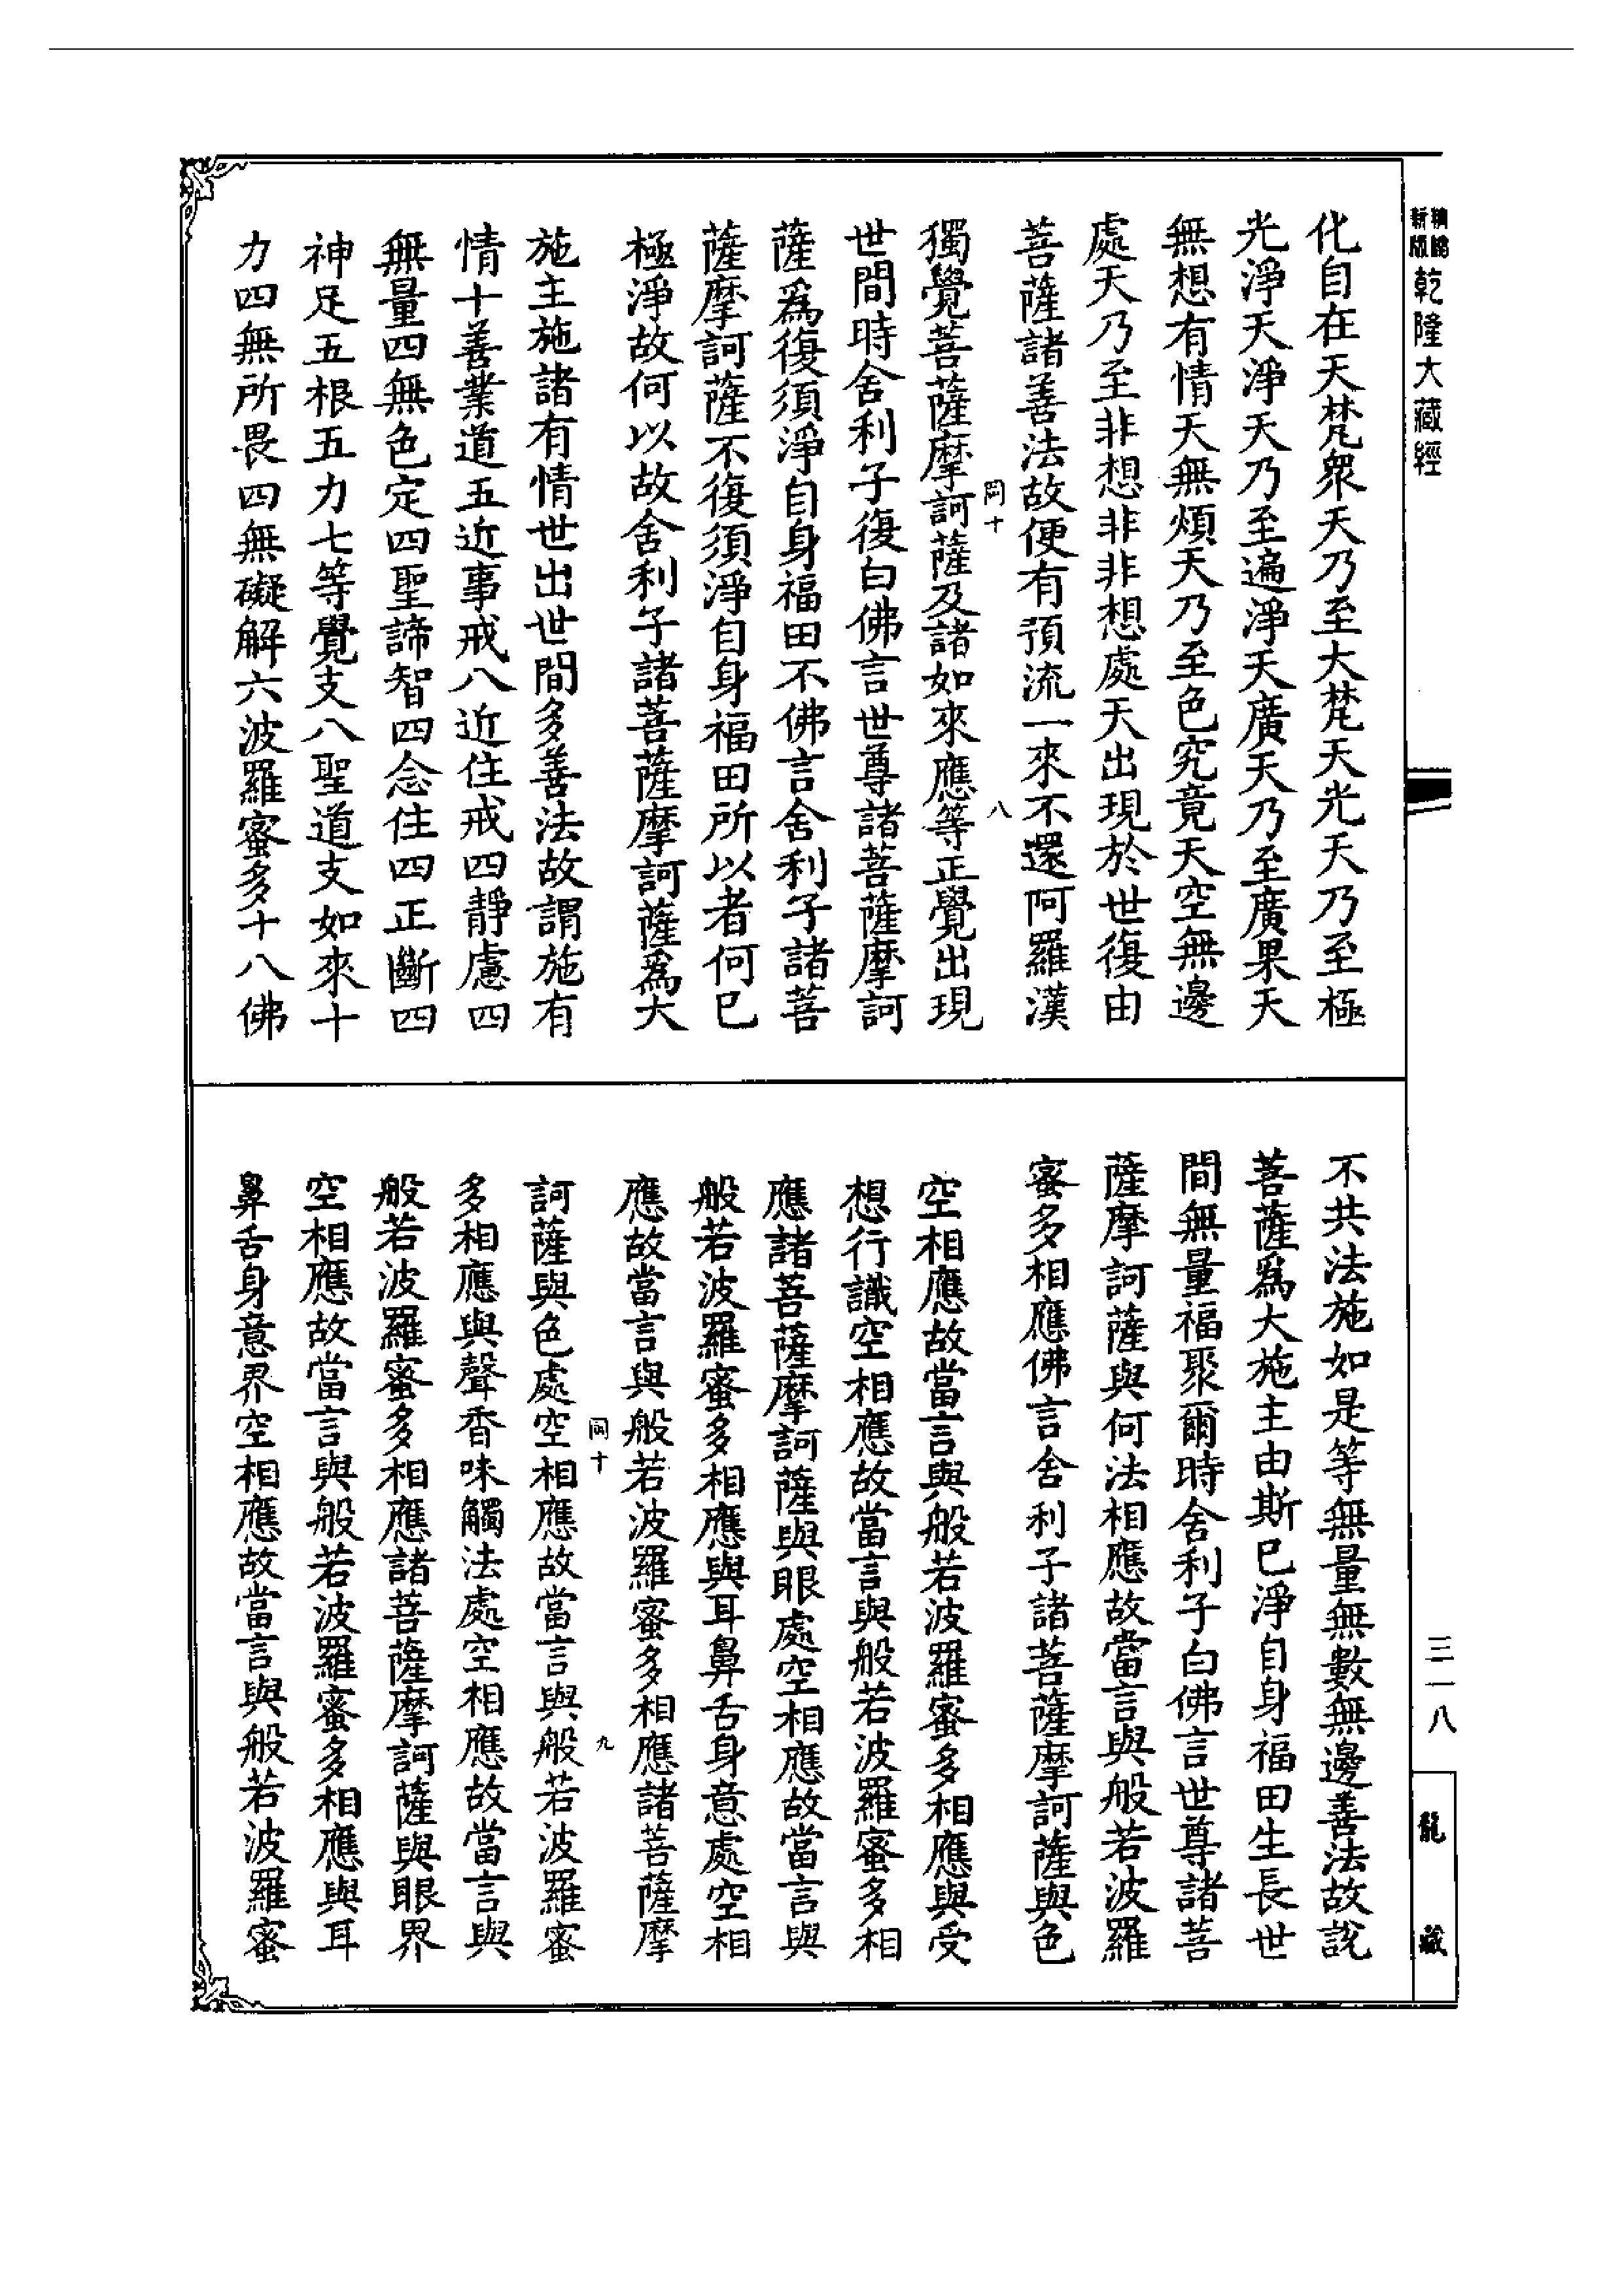 精鵮新版乾隆大藏經
化自在天梵衆天乃至大梵天光天乃至極
光淨天淨天乃至遍淨天廣天乃至廣果天
無想有情天無煩天乃至色究竟天空無邊
處天乃至非想非非想處天出現於世復由
菩薩諸善法故便有預流一來不還阿羅漢
岡十 八
獨覺菩薩摩訶薩及諸如來應等正覺出現
世間時舍利子復白佛言世尊諸菩薩摩訶
薩爲復須淨自身福田不佛言舍利子諸菩
薩摩訶薩不復須淨自身福田所以者何已
極淨故何以故舍利子諸菩薩摩訶薩爲大
施主施諸有情世出世間多善法故謂施有
情十善業道五近事戒八近住戒四靜慮四
無量四無色定四聖諦智四念住四正斷四
神足五根五力七等覺支八聖道支如來十
力四無所畏四無礙解六波羅蜜多十八佛
不共法施如是等無量無數無邊善法故說
菩薩爲大施主由斯已淨自身福田生長世
間無量福聚爾時舍利子白佛言世尊諸菩
薩摩訶薩與何法相應故當言與般若波羅
蜜多相應佛言舍利子諸菩薩摩訶薩與色
空相應故當言與般若波羅蜜多相應與受
想行識空相應故當言與般若波羅蜜多相
應諸菩薩摩訶薩與眼處空相應故當言與
般若波羅蜜多相應與耳鼻舌身意處空相
應故當言與般若波羅蜜多相應諸菩薩摩
岡十 九
訶薩與色處空相應故當言與般若波羅蜜
多相應與聲香味觸法處空相應故當言與
般若波羅蜜多相應諸菩薩摩訶薩與眼界
空相應故當言與般若波羅蜜多相應與耳
鼻舌身意界空相應故當言與般若波羅蜜
三一八
龍藏